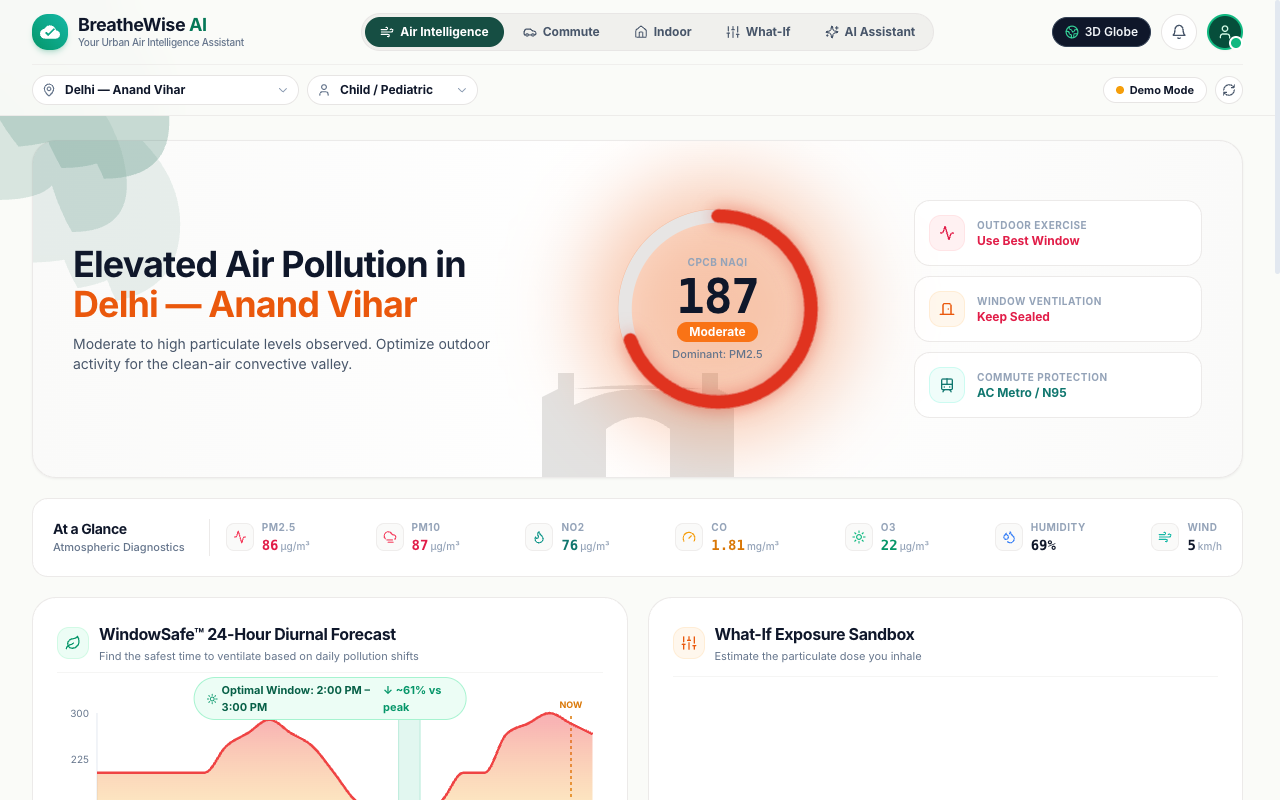 BreatheWise AI
Your Urban Air Intelligence Assistant
Air Intelligence
Commute
Indoor
What-If
AI Assistant
3D Globe
Delhi — Anand Vihar
Child / Pediatric
Demo Mode
Elevated Air Pollution in
Delhi — Anand Vihar
Moderate to high particulate levels observed. Optimize outdoor
activity for the clean-air convective valley.
CPCB NAQI
187
Moderate
Dominant: PM2.5
OUTDOOR EXERCISE
Use Best Window
WINDOW VENTILATION
Keep Sealed
COMMUTE PROTECTION
AC Metro / N95
At a Glance
Atmospheric Diagnostics
PM2.5
86 µg/m³
PM10
87 µg/m³
NO2
76 µg/m³
CO
1.81 mg/m³
O3
22 µg/m³
HUMIDITY
69%
WIND
5 km/h
WindowSafe™ 24-Hour Diurnal Forecast
Find the safest time to ventilate based on daily pollution shifts
Optimal Window: 2:00 PM –
3:00 PM
↓ ~61% vs
peak
NOW
300
225
What-If Exposure Sandbox
Estimate the particulate dose you inhale